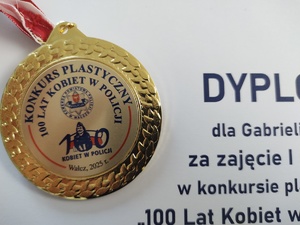 KONKURS PLASTYCZNY
100 LAT KOBIET W POLICJI
100
KOBIET W POLICJI
Wałcz, 2025 r.
DYPLO
dla Gabrieli
za zajęcie I
w konkursie pla
„100 Lat Kobiet w